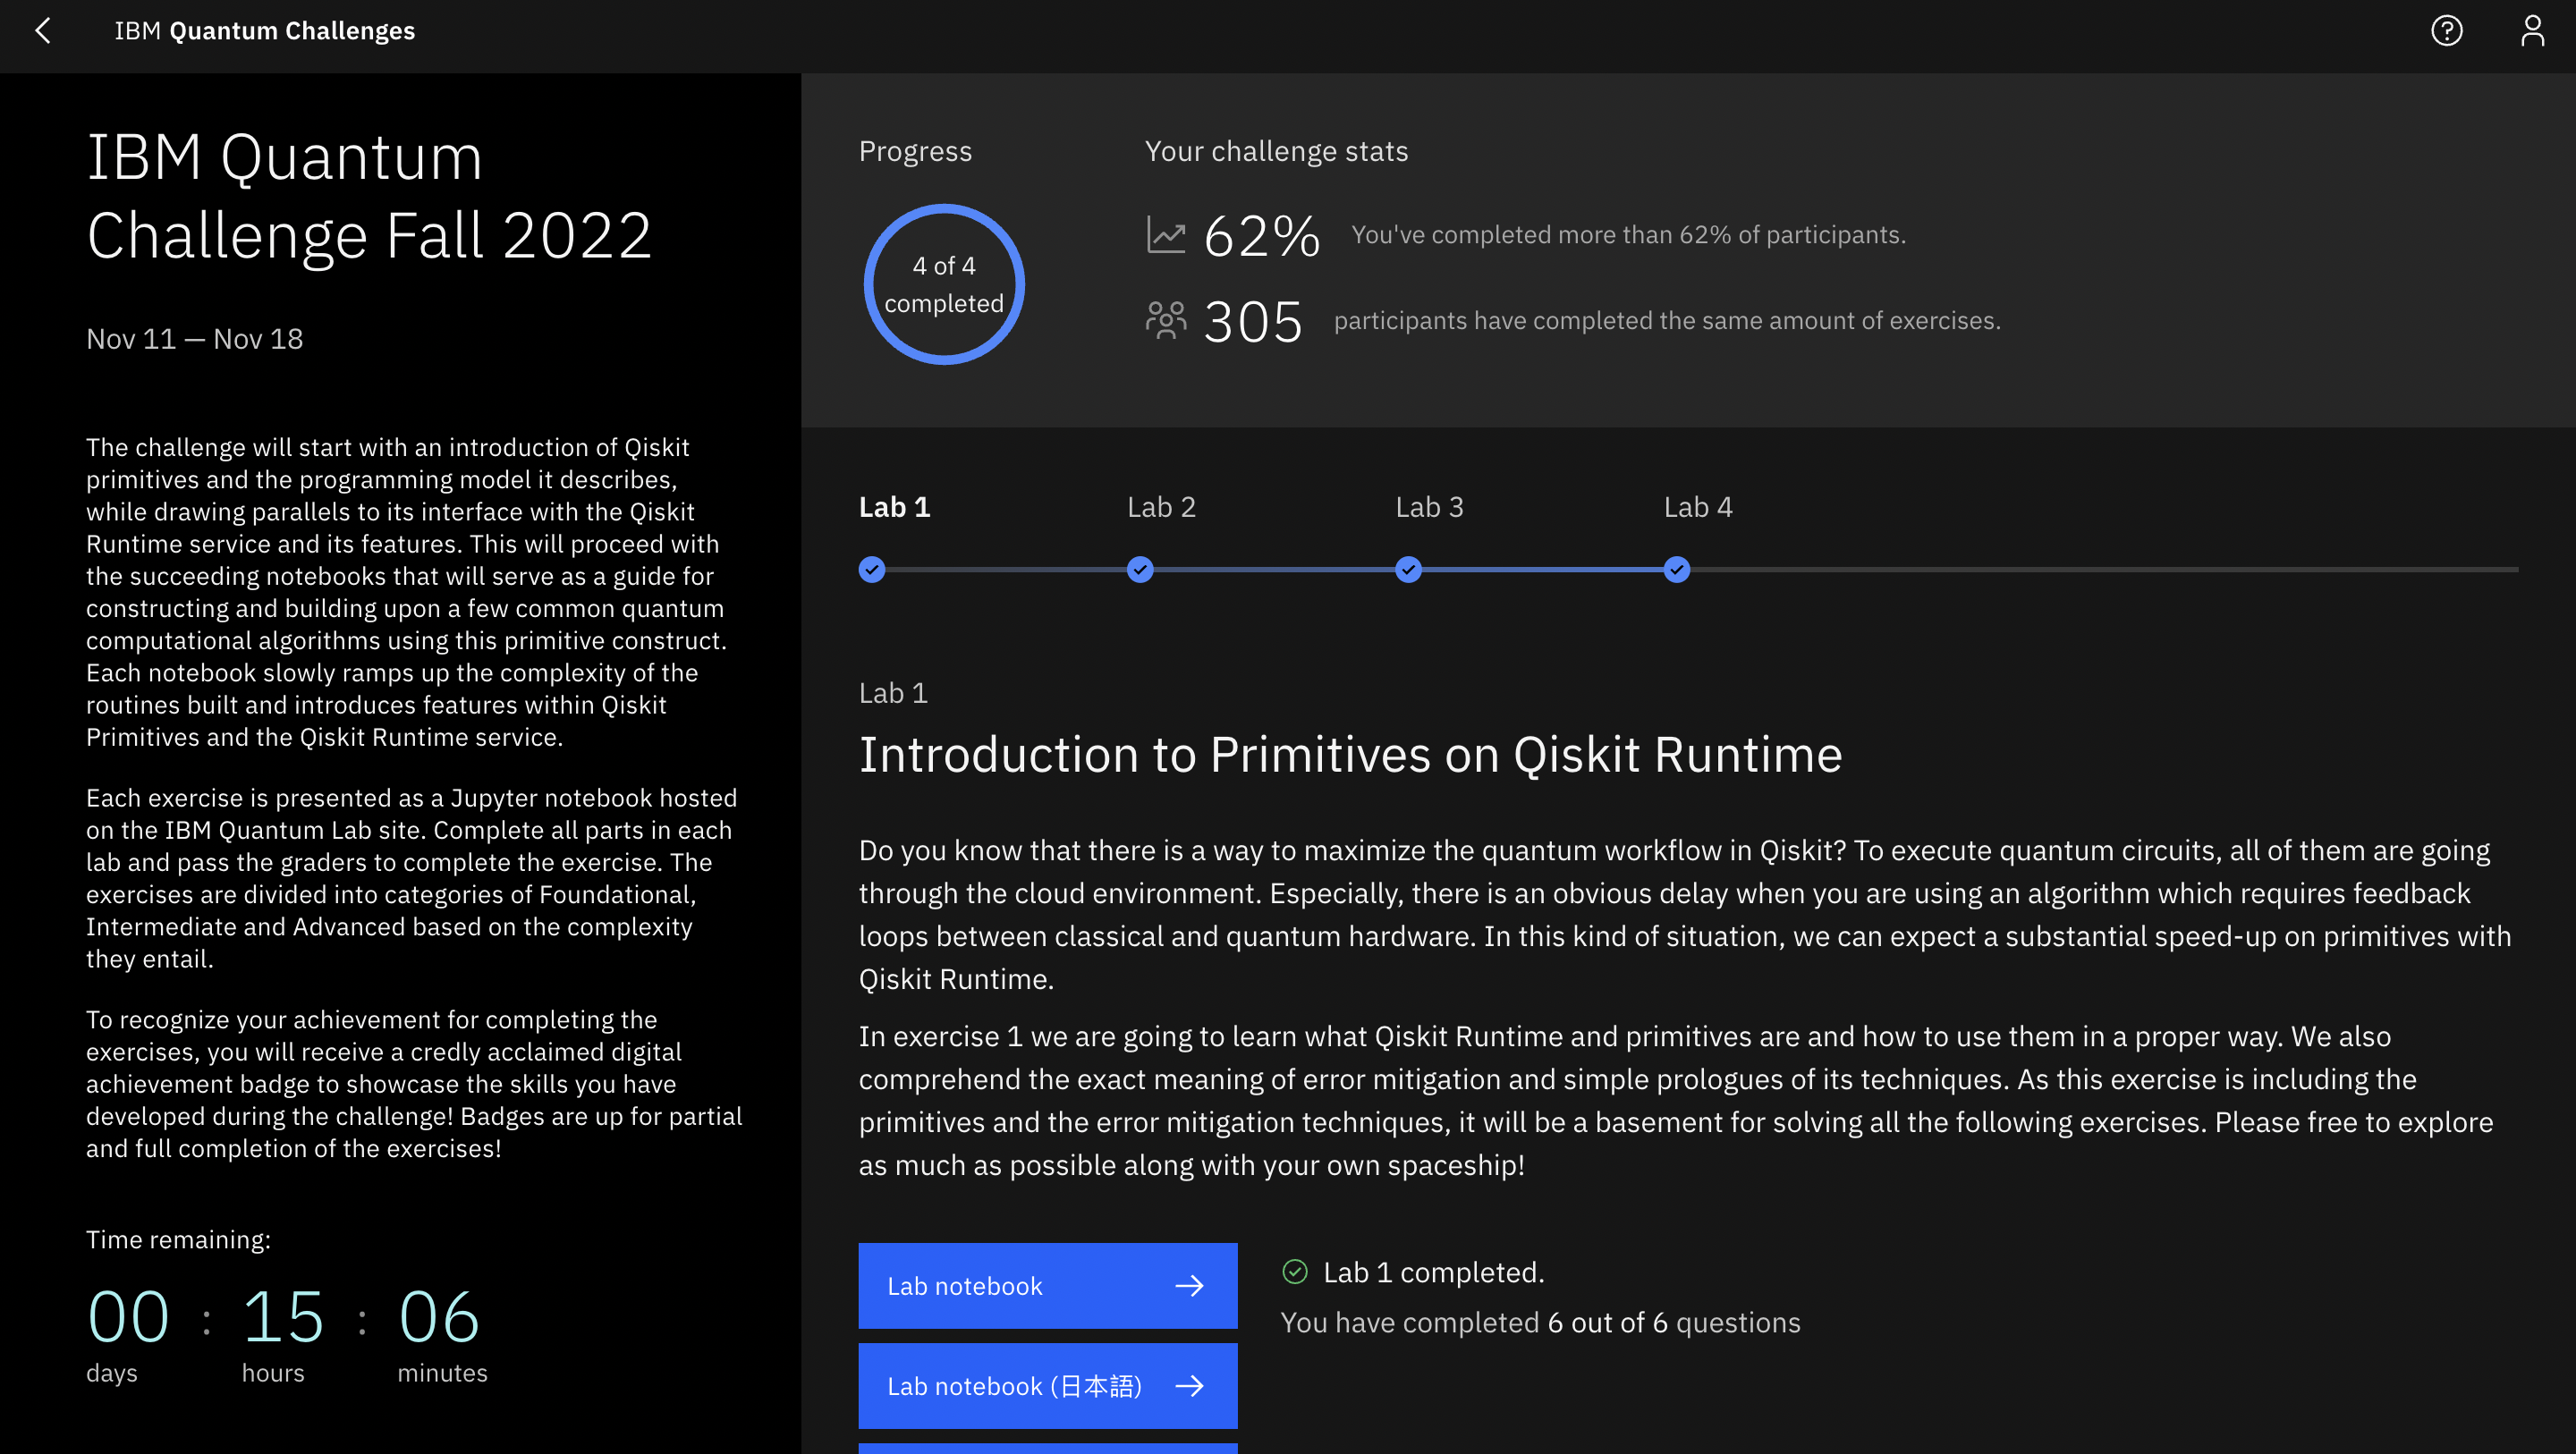 IBM Quantum Challenges
IBM Quantum
Challenge Fall 2022
Nov 11 — Nov 18
The challenge will start with an introduction of Qiskit
primitives and the programming model it describes,
while drawing parallels to its interface with the Qiskit
Runtime service and its features. This will proceed with
the succeeding notebooks that will serve as a guide for
constructing and building upon a few common quantum
computational algorithms using this primitive construct.
Each notebook slowly ramps up the complexity of the
routines built and introduces features within Qiskit
Primitives and the Qiskit Runtime service.
Each exercise is presented as a Jupyter notebook hosted
on the IBM Quantum Lab site. Complete all parts in each
lab and pass the graders to complete the exercise. The
exercises are divided into categories of Foundational,
Intermediate and Advanced based on the complexity
they entail.
To recognize your achievement for completing the
exercises, you will receive a credly acclaimed digital
achievement badge to showcase the skills you have
developed during the challenge! Badges are up for partial
and full completion of the exercises!
Time remaining:
00 : 15 : 06
days hours minutes
Progress
4 of 4
completed
Your challenge stats
62% You've completed more than 62% of participants.
305 participants have completed the same amount of exercises.
Lab 1 Lab 2 Lab 3 Lab 4
Lab 1
Introduction to Primitives on Qiskit Runtime
Do you know that there is a way to maximize the quantum workflow in Qiskit? To execute quantum circuits, all of them are going
through the cloud environment. Especially, there is an obvious delay when you are using an algorithm which requires feedback
loops between classical and quantum hardware. In this kind of situation, we can expect a substantial speed-up on primitives with
Qiskit Runtime.
In exercise 1 we are going to learn what Qiskit Runtime and primitives are and how to use them in a proper way. We also
comprehend the exact meaning of error mitigation and simple prologues of its techniques. As this exercise is including the
primitives and the error mitigation techniques, it will be a basement for solving all the following exercises. Please free to explore
as much as possible along with your own spaceship!
Lab notebook
Lab 1 completed.
You have completed 6 out of 6 questions
Lab notebook (日本語)